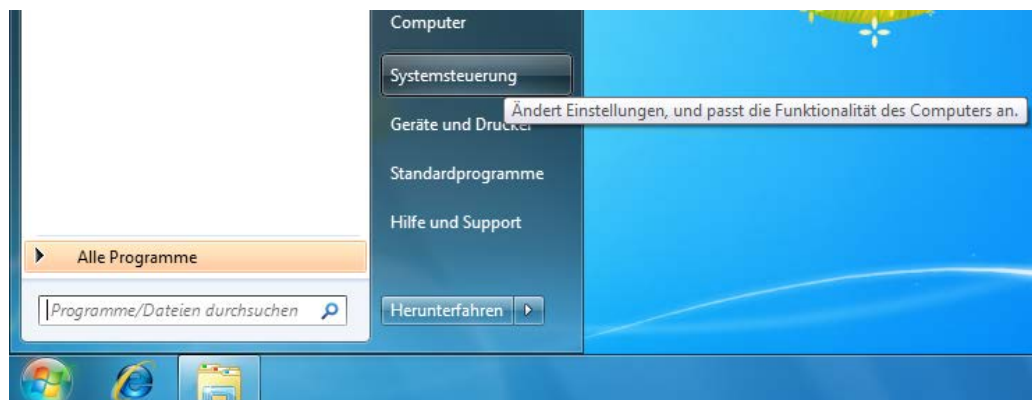 Computer
Systemsteuerung
Ändert Einstellungen, und passt die Funktionalität des Computers an.
Geräte und Drucker
Standardprogramme
Hilfe und Support
Alle Programme
Programme/Dateien durchsuchen
Herunterfahren